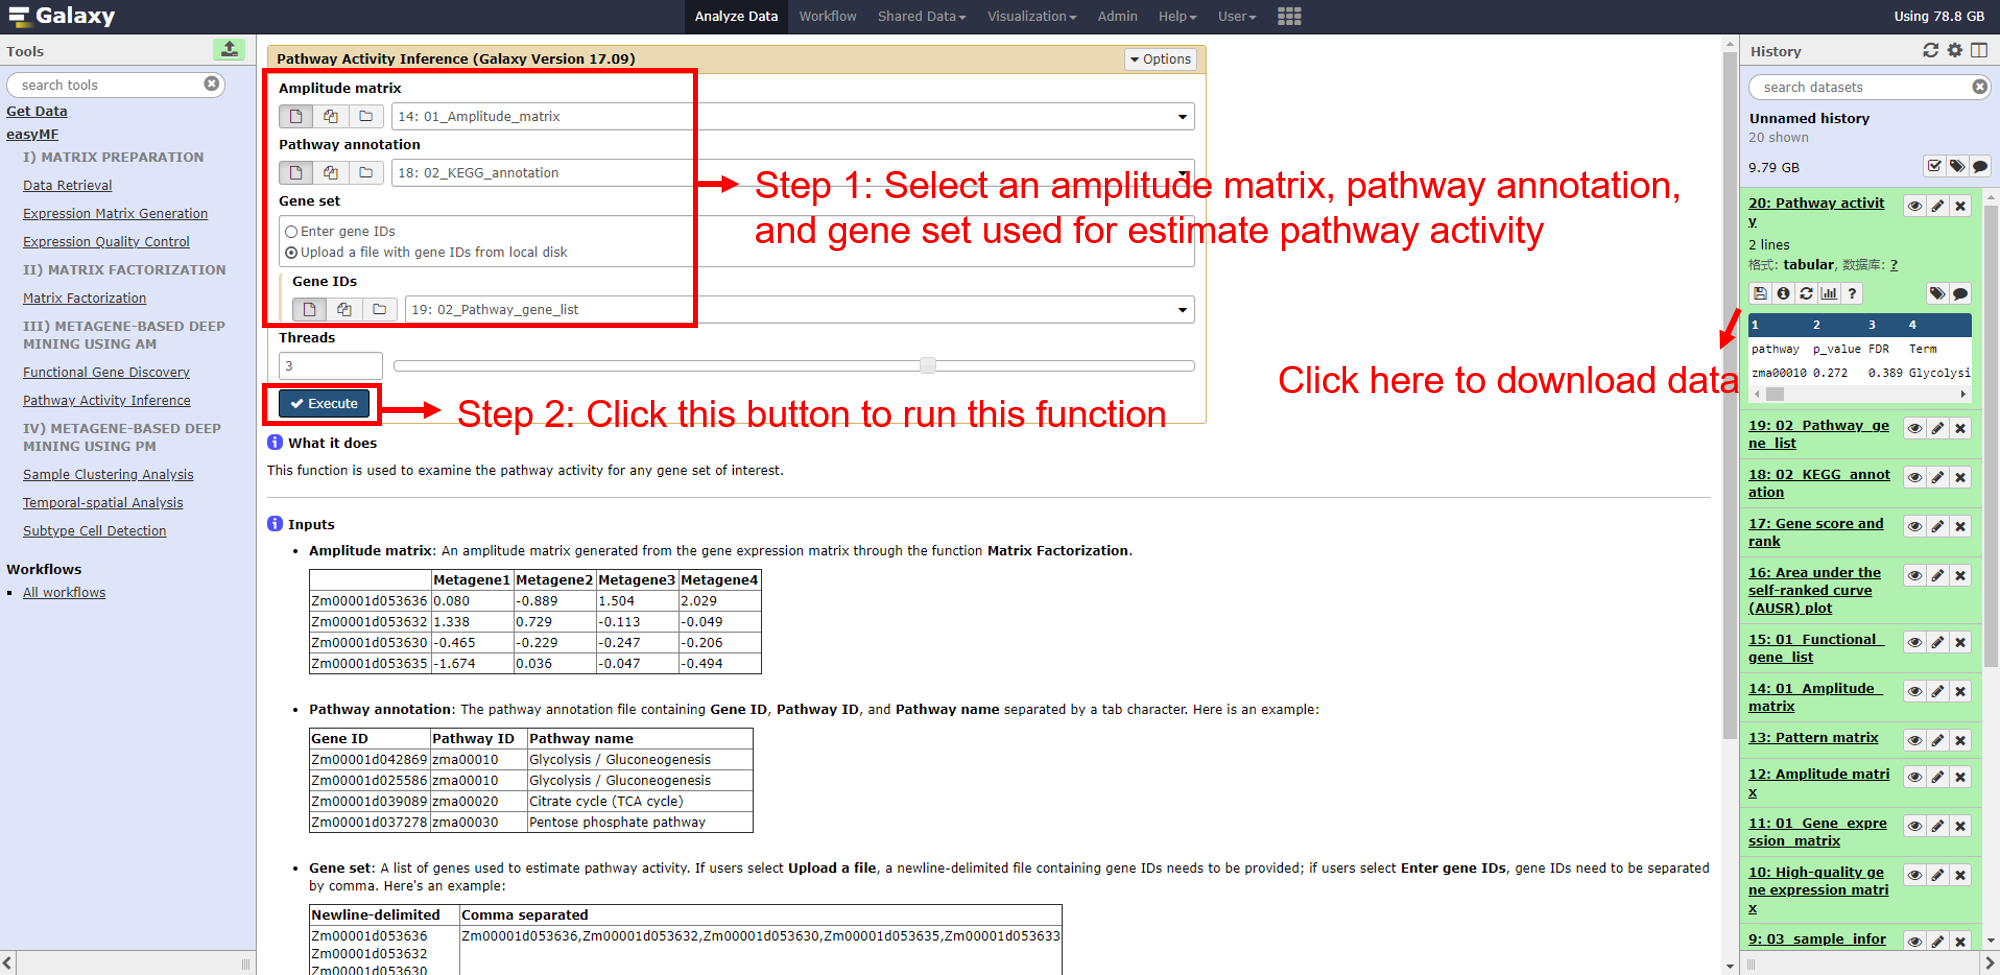 Galaxy
Analyze Data
Workflow
Shared Data
Visualization
Admin
Help
User
Using 78.8 GB
Tools
search tools
Get Data
easyMF
I) MATRIX PREPARATION
Data Retrieval
Expression Matrix Generation
Expression Quality Control
II) MATRIX FACTORIZATION
Matrix Factorization
III) METAGENE-BASED DEEP
MINING USING AM
Functional Gene Discovery
Pathway Activity Inference
IV) METAGENE-BASED DEEP
MINING USING PM
Sample Clustering Analysis
Temporal-spatial Analysis
Subtype Cell Detection
Workflows
All workflows
Pathway Activity Inference (Galaxy Version 17.09)
Options
Amplitude matrix
14: 01_Amplitude_matrix
Pathway annotation
18: 02_KEGG_annotation
Gene set
Enter gene IDs
Upload a file with gene IDs from local disk
Gene IDs
19: 02_Pathway_gene_list
Threads
3
Execute
Step 1: Select an amplitude matrix, pathway annotation,
and gene set used for estimate pathway activity
Step 2: Click this button to run this function
Click here to download data
What it does
This function is used to examine the pathway activity for any gene set of interest.
Inputs
• Amplitude matrix: An amplitude matrix generated from the gene expression matrix through the function Matrix Factorization.
Metagene1 Metagene2 Metagene3 Metagene4
Zm00001d053636 0.080 -0.889 1.504 2.029
Zm00001d053632 1.338 0.729 -0.113 -0.049
Zm00001d053630 -0.465 -0.229 -0.247 -0.206
Zm00001d053635 -1.674 0.036 -0.047 -0.494
• Pathway annotation: The pathway annotation file containing Gene ID, Pathway ID, and Pathway name separated by a tab character. Here is an example:
Gene ID Pathway ID Pathway name
Zm00001d042869 zma00010 Glycolysis / Gluconeogenesis
Zm00001d025586 zma00010 Glycolysis / Gluconeogenesis
Zm00001d039089 zma00020 Citrate cycle (TCA cycle)
Zm00001d037278 zma00030 Pentose phosphate pathway
• Gene set: A list of genes used to estimate pathway activity. If users select Upload a file, a newline-delimited file containing gene IDs needs to be provided; if users select Enter gene IDs, gene IDs need to be separated
by comma. Here's an example:
Newline-delimited Comma separated
Zm00001d053636 Zm00001d053636,Zm00001d053632,Zm00001d053630,Zm00001d053635,Zm00001d053633
Zm00001d053632
Zm00001d053630
History
search datasets
Unnamed history
20 shown
9.79 GB
20: Pathway activit
y
2 lines
格式: tabular, 数据库: ?
?
1 2 3 4
pathway p_value FDR Term
zma00010 0.272 0.389 Glycolysi
19: 02_Pathway_ge
ne_list
18: 02_KEGG_annot
ation
17: Gene score and
rank
16: Area under the
self-ranked curve
(AUSR) plot
15: 01_Functional_
gene_list
14: 01_Amplitude_
matrix
13: Pattern matrix
12: Amplitude matri
x
11: 01_Gene_expre
ssion_matrix
10: High-quality ge
ne expression matri
x
9: 03_sample_infor